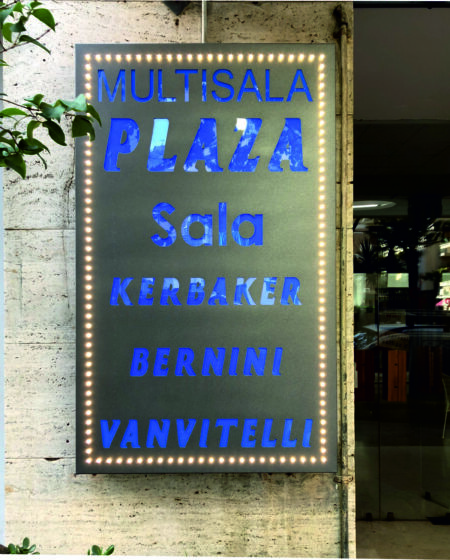 MULTISALA
PLAZA
Sala
KERBAKER
BERNINI
VANVITELLI